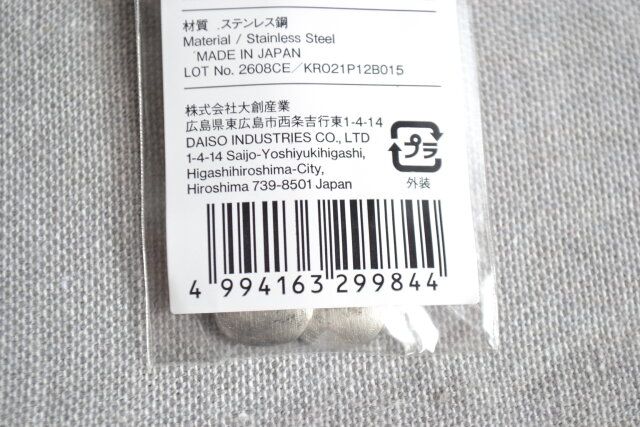 材質 ステンレス鋼
Material / Stainless Steel
MADE IN JAPAN
LOT No. 2608CE/KRO21P12B015
株式会社大創産業
広島県東広島市西条吉行東1-4-14
DAISO INDUSTRIES CO., LTD
1-4-14 Saijo-Yoshiyukihigashi,
Higashihiroshima-City,
Hiroshima 739-8501 Japan
プラ
外装
4 994163 299844